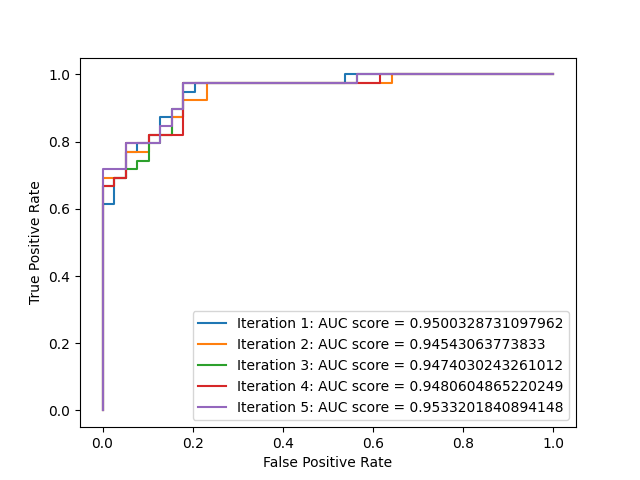 1.0
0.8
0.6
0.4
0.2
0.0
True Positive Rate
Iteration 1: AUC score = 0.9500328731097962
Iteration 2: AUC score = 0.94543063773833
Iteration 3: AUC score = 0.9474030243261012
Iteration 4: AUC score = 0.9480604865220249
Iteration 5: AUC score = 0.9533201840894148
0.0 0.2 0.4 0.6 0.8 1.0
False Positive Rate